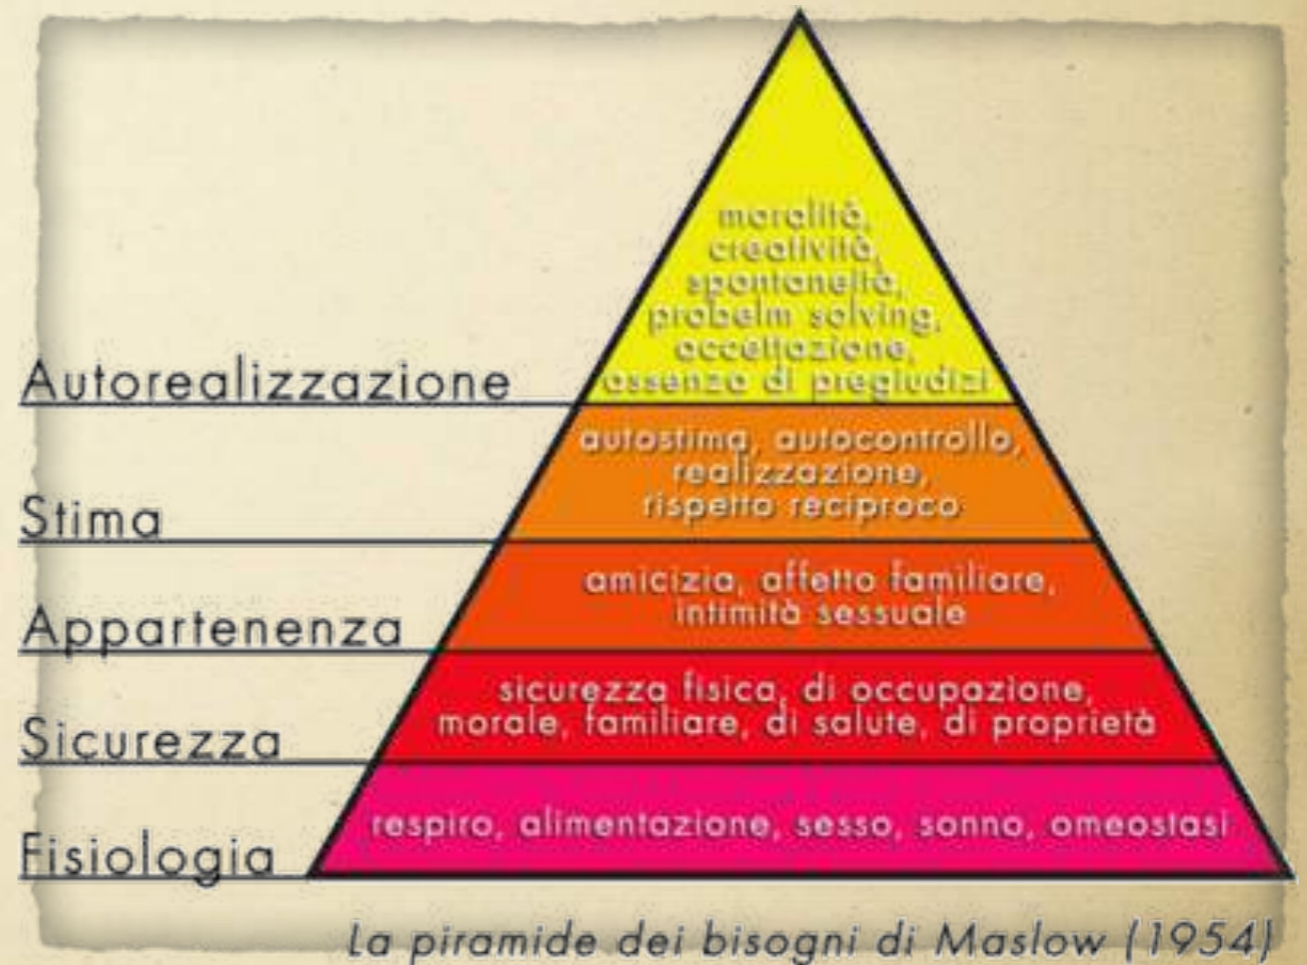 moralità,
creatività,
spontaneità,
probelm solving,
accettazione,
assenza di pregiudizi
Autorealizzazione
autostima, autocontrollo,
realizzazione,
rispetto reciproco
Stima
amicizia, affetto familiare,
intimità sessuale
Appartenenza
sicurezza fisica, di occupazione,
morale, familiare, di salute, di proprietà
Sicurezza
respiro, alimentazione, sesso, sonno, omeostasi
Fisiologia
La piramide dei bisogni di Maslow (1954)